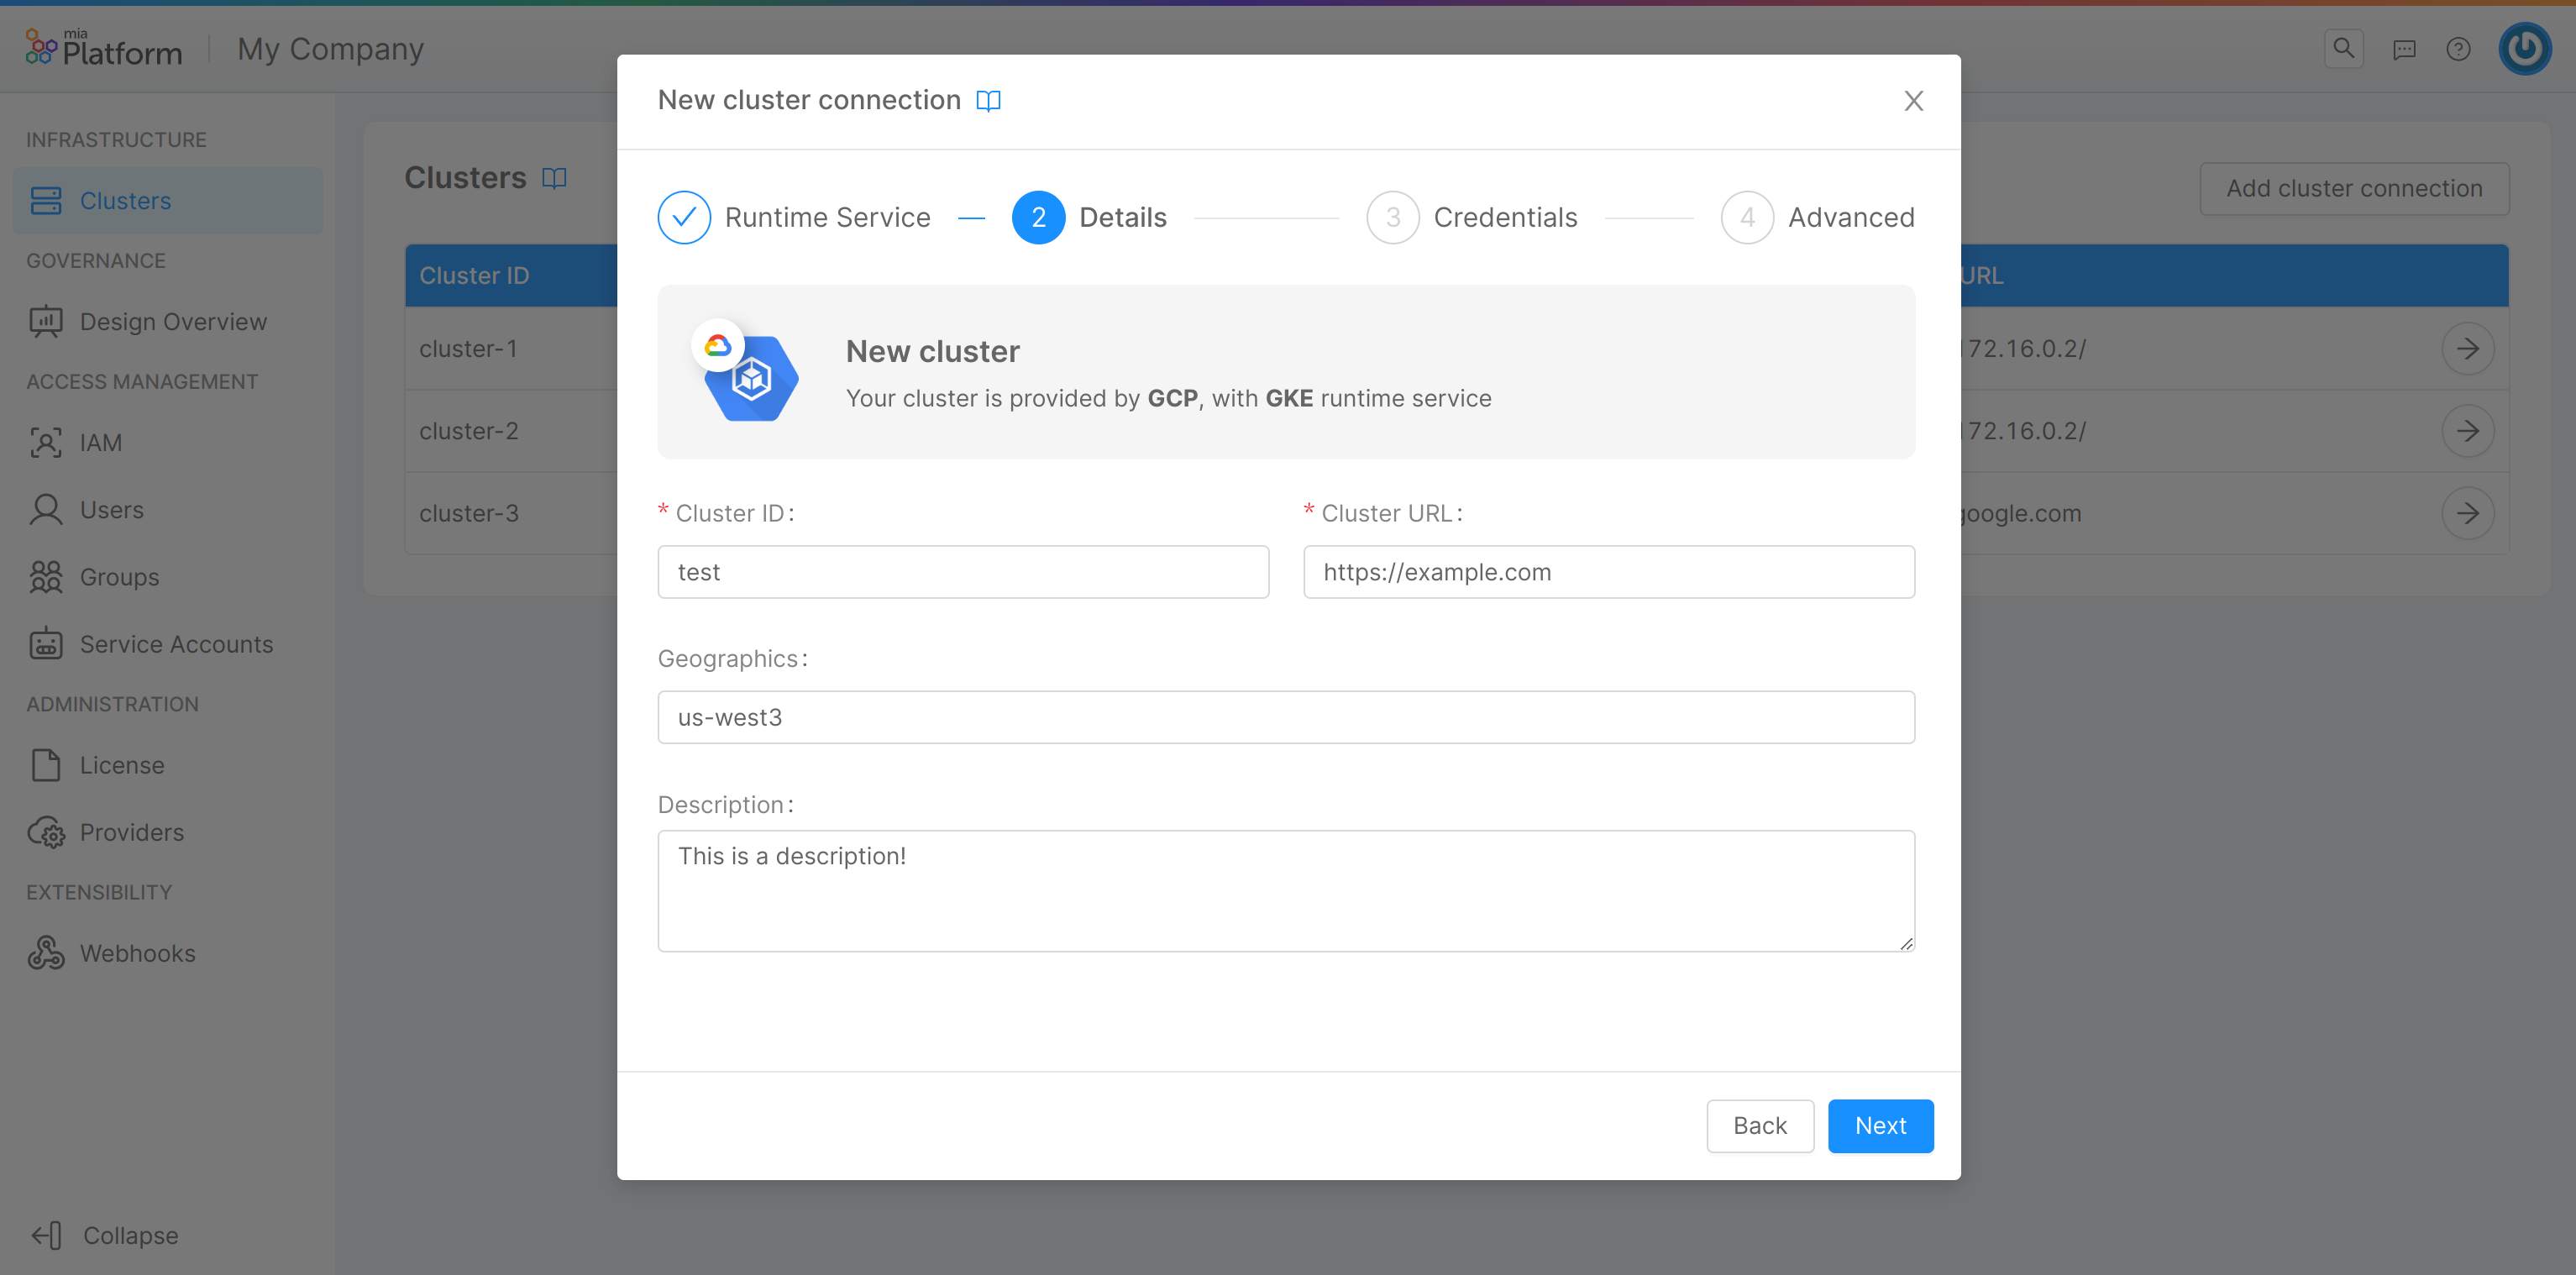 mia
Platform
My Company
INFRASTRUCTURE
Clusters
GOVERNANCE
Design Overview
ACCESS MANAGEMENT
IAM
Users
Groups
Service Accounts
ADMINISTRATION
License
Providers
EXTENSIBILITY
Webhooks
Collapse
Clusters
Add cluster connection
Cluster ID
URL
cluster-1
172.16.0.2/
cluster-2
172.16.0.2/
cluster-3
google.com
New cluster connection
Runtime Service
2 Details
3 Credentials
4 Advanced
New cluster
Your cluster is provided by GCP, with GKE runtime service
* Cluster ID:
* Cluster URL:
test
https://example.com
Geographics:
us-west3
Description:
This is a description!
Back
Next